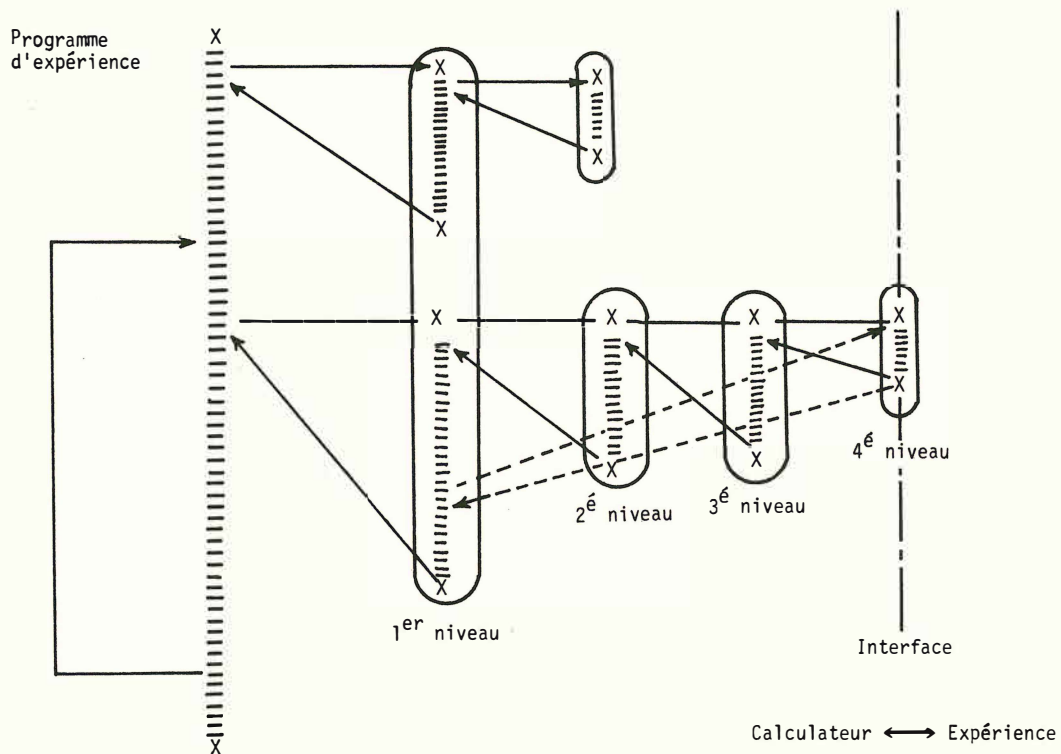 Programme
d'expérience
X
X
X
X
X
X
X
X
X
X
X
X
4é niveau
X
X
2é niveau
3é niveau
X
1er niveau
Interface
Calculateur ⟷ Expérience
X